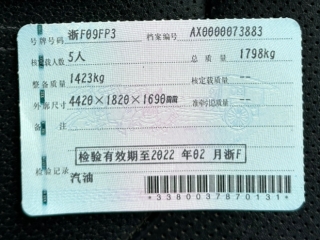 号牌号码 浙F09FP3 档案编号 AX0000073883
核定载人数 5人 总质量 1798kg
整备质量 1423kg 核定载质量 --
外廓尺寸 4420×1820×1690mm 准牵引总质量 --
备注
检验有效期至2022年02月浙F
检验记录
汽油
*3380037870131*